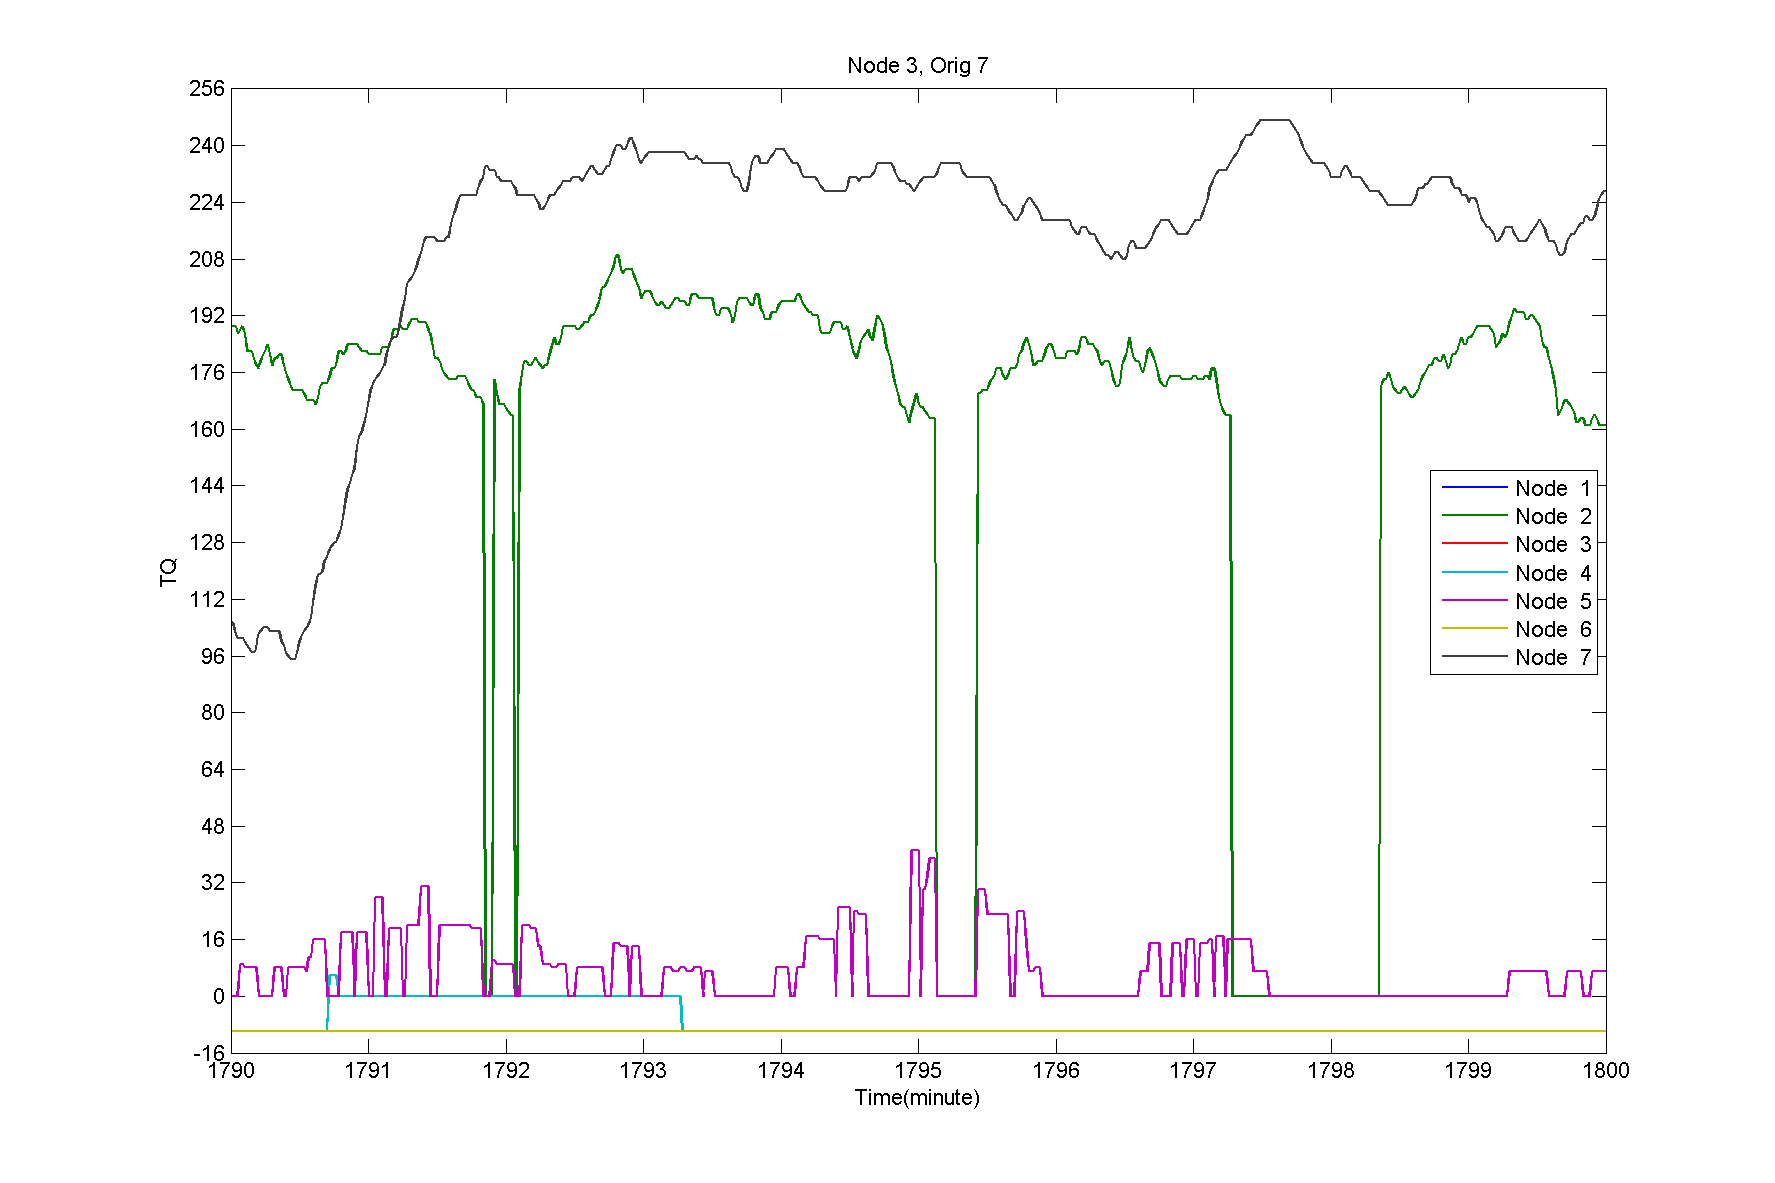 Node 3, Orig 7
256
240
224
208
192
176
160
144
128
112
96
80
64
48
32
16
0
-16
TQ
Node 1
Node 2
Node 3
Node 4
Node 5
Node 6
Node 7
1790 1791 1792 1793 1794 1795 1796 1797 1798 1799 1800
Time(minute)